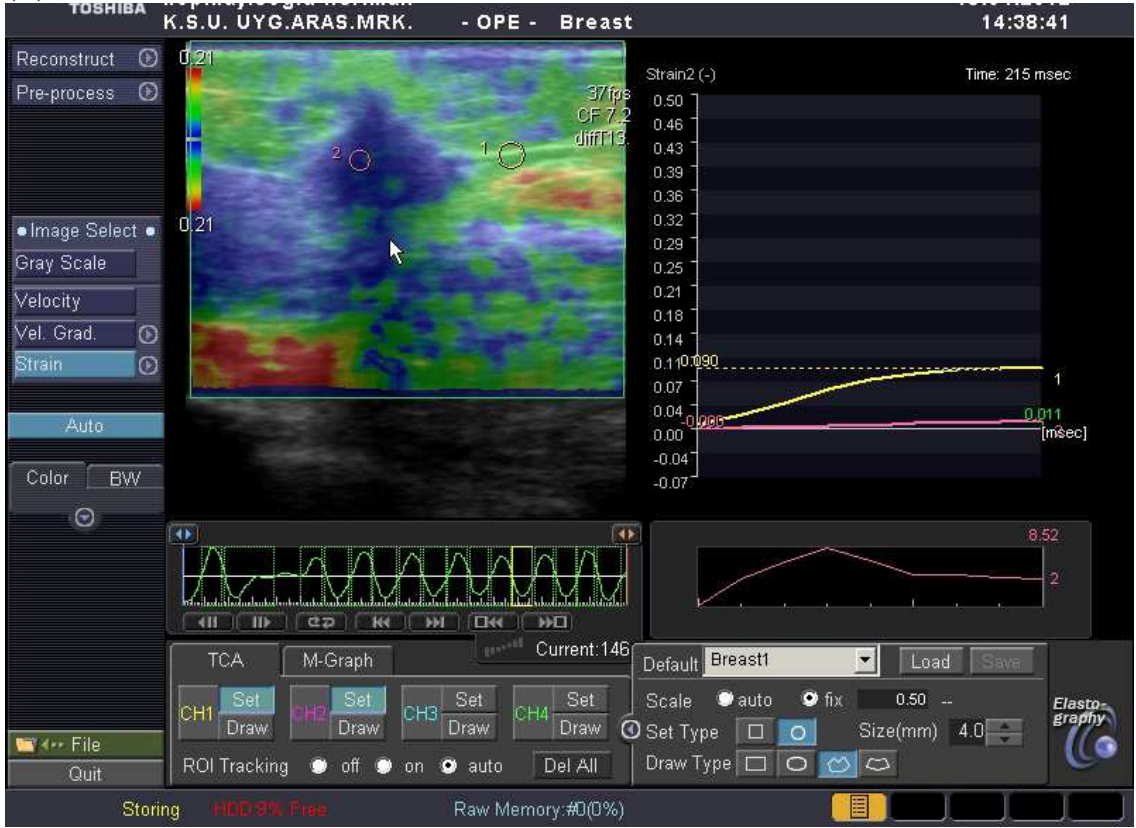 TOSHIBA
K.S.U. UYG.ARAS.MRK. - OPE - Breast 14:38:41
Reconstruct
Pre-process
Image Select
Gray Scale
Velocity
Vel. Grad.
Strain
Auto
Color BW
File
Quit
0.21
37fps
CF 7.2
diffT13.
2 1
0.21
Strain2 (-) Time: 215 msec
0.50
0.46
0.43
0.39
0.36
0.32
0.29
0.25
0.21
0.18
0.14
0.11 0.090
0.07 1
0.04 0.011
-0.000
0.00 [msec]
-0.04
-0.07
8.52
2
Current:146
TCA M-Graph
CH1 Set Draw CH2 Set Draw CH3 Set Draw CH4 Set Draw
ROI Tracking off on auto Del All
Default Breast1 Load Save
Scale auto fix 0.50 --
Set Type Size(mm) 4.0
Draw Type
Elasto-
graphy
Storing HDD:9% Free Raw Memory:#0(0%)